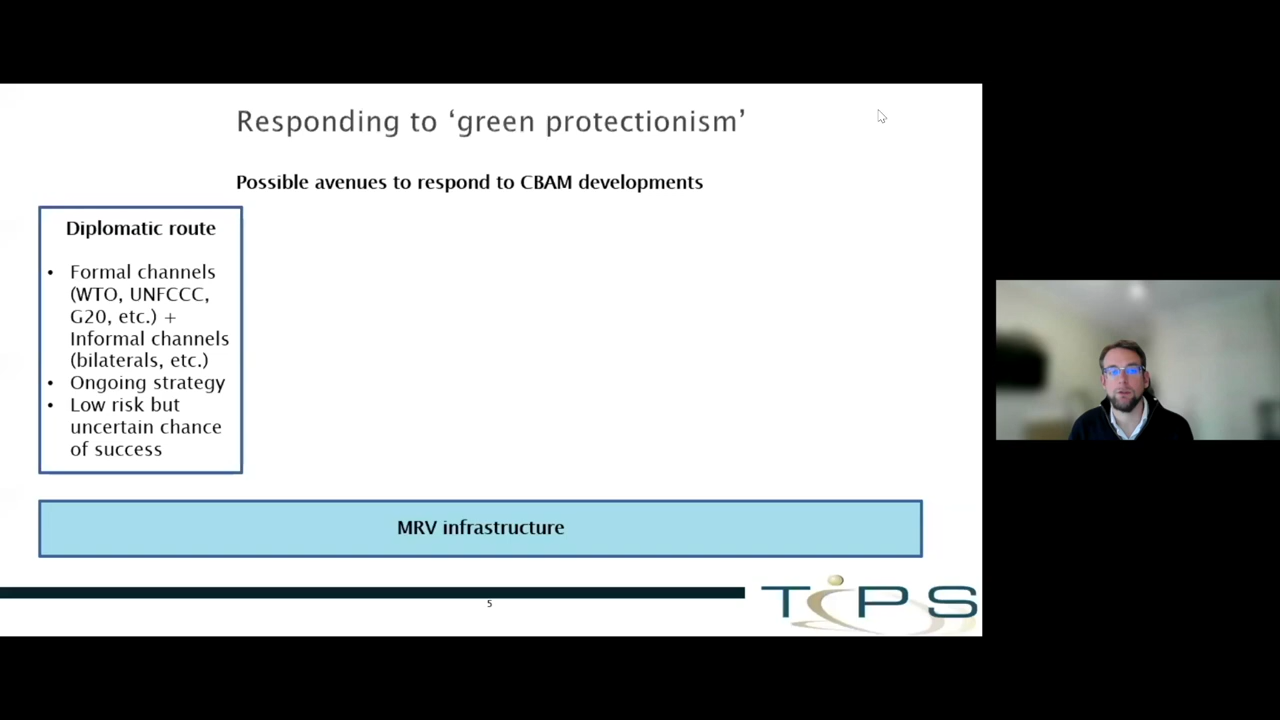 Responding to ‘green protectionism’
Possible avenues to respond to CBAM developments
Diplomatic route
• Formal channels
(WTO, UNFCCC,
G20, etc.) +
Informal channels
(bilaterals, etc.)
• Ongoing strategy
• Low risk but
uncertain chance
of success
MRV infrastructure
5
TIPS